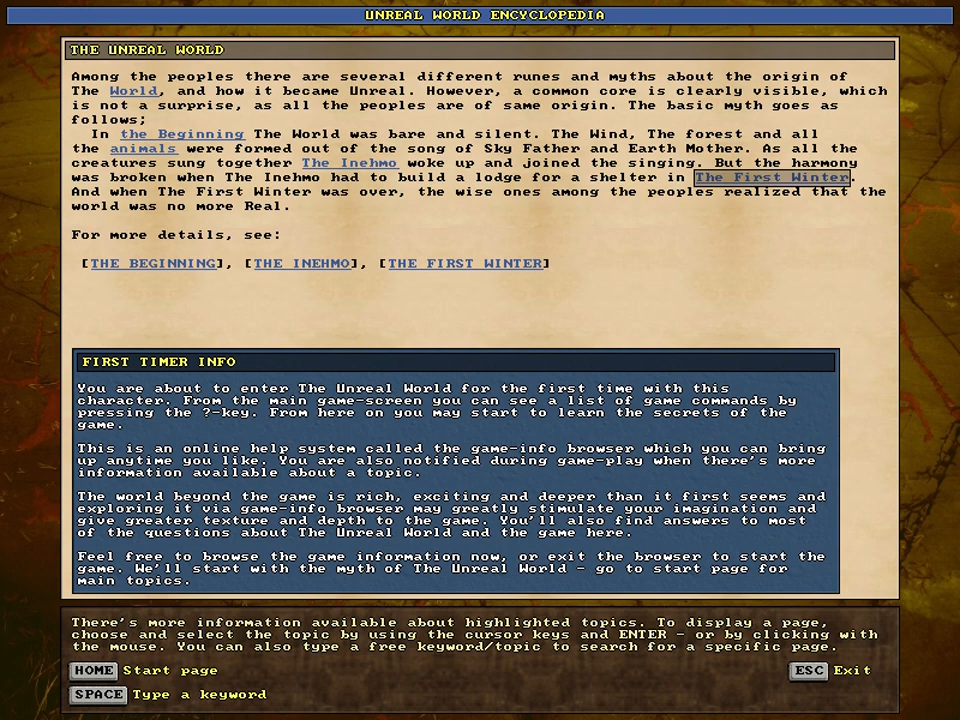 UNREAL WORLD ENCYCLOPEDIA
THE UNREAL WORLD
Among the peoples there are several different runes and myths about the origin of
The World, and how it became Unreal. However, a common core is clearly visible, which
is not a surprise, as all the peoples are of same origin. The basic myth goes as
follows;
In the Beginning The World was bare and silent. The Wind, The forest and all
the animals were formed out of the song of Sky Father and Earth Mother. As all the
creatures sung together The Inehmo woke up and joined the singing. But the harmony
was broken when The Inehmo had to build a lodge for a shelter in The First Winter.
And when The First Winter was over, the wise ones among the peoples realized that the
world was no more Real.
For more details, see:
[THE BEGINNING], [THE INEHMO], [THE FIRST WINTER]
FIRST TIMER INFO
You are about to enter The Unreal World for the first time with this
character. From the main game-screen you can see a list of game commands by
pressing the ?-key. From here on you may start to learn the secrets of the
game.
This is an online help system called the game-info browser which you can bring
up anytime you like. You are also notified during game-play when there's more
information available about a topic.
The world beyond the game is rich, exciting and deeper than it first seems and
exploring it via game-info browser may greatly stimulate your imagination and
give greater texture and depth to the game. You'll also find answers to most
of the questions about The Unreal World and the game here.
Feel free to browse the game information now, or exit the browser to start the
game. We'll start with the myth of The Unreal World - go to start page for
main topics.
There's more information available about highlighted topics. To display a page,
choose and select the topic by using the cursor keys and ENTER - or by clicking with
the mouse. You can also type a free keyword/topic to search for a specific page.
HOME Start page
ESC Exit
SPACE Type a keyword